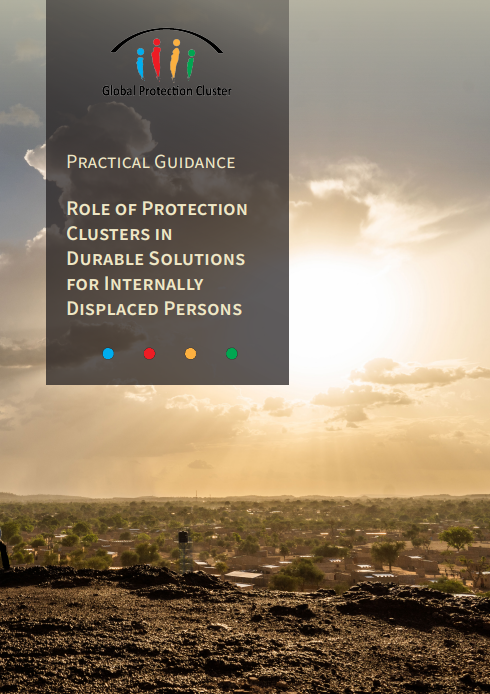 Global Protection Cluster
Practical Guidance
Role of Protection
Clusters in
Durable Solutions
for Internally
Displaced Persons